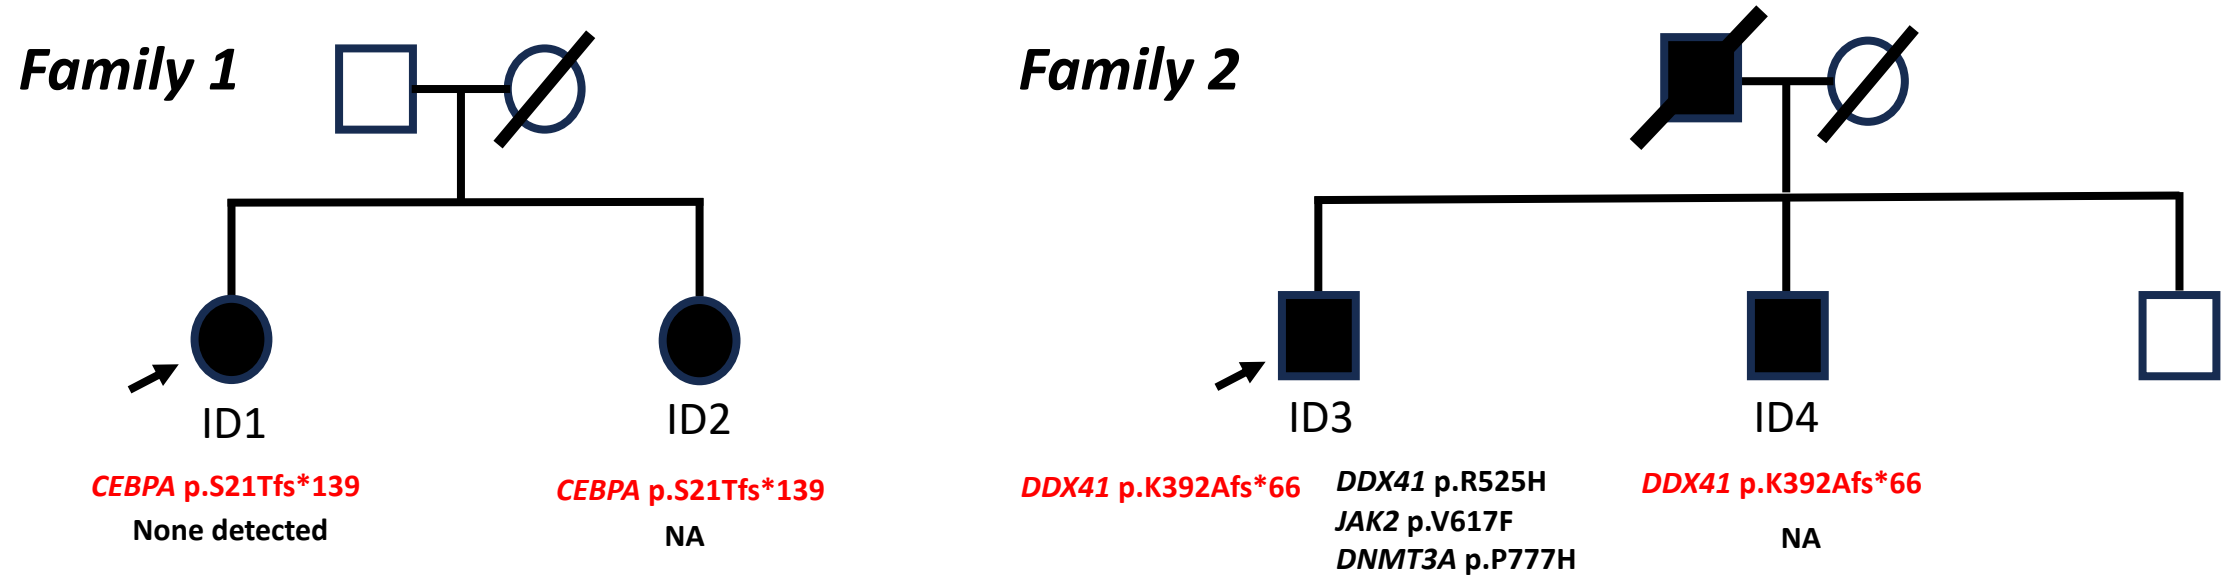 Family 1
Family 2
ID1
ID2
ID3
ID4
CEBPA p.S21Tfs*139
None detected
CEBPA p.S21Tfs*139
NA
DDX41 p.K392Afs*66
DDX41 p.R525H
JAK2 p.V617F
DNMT3A p.P777H
DDX41 p.K392Afs*66
NA